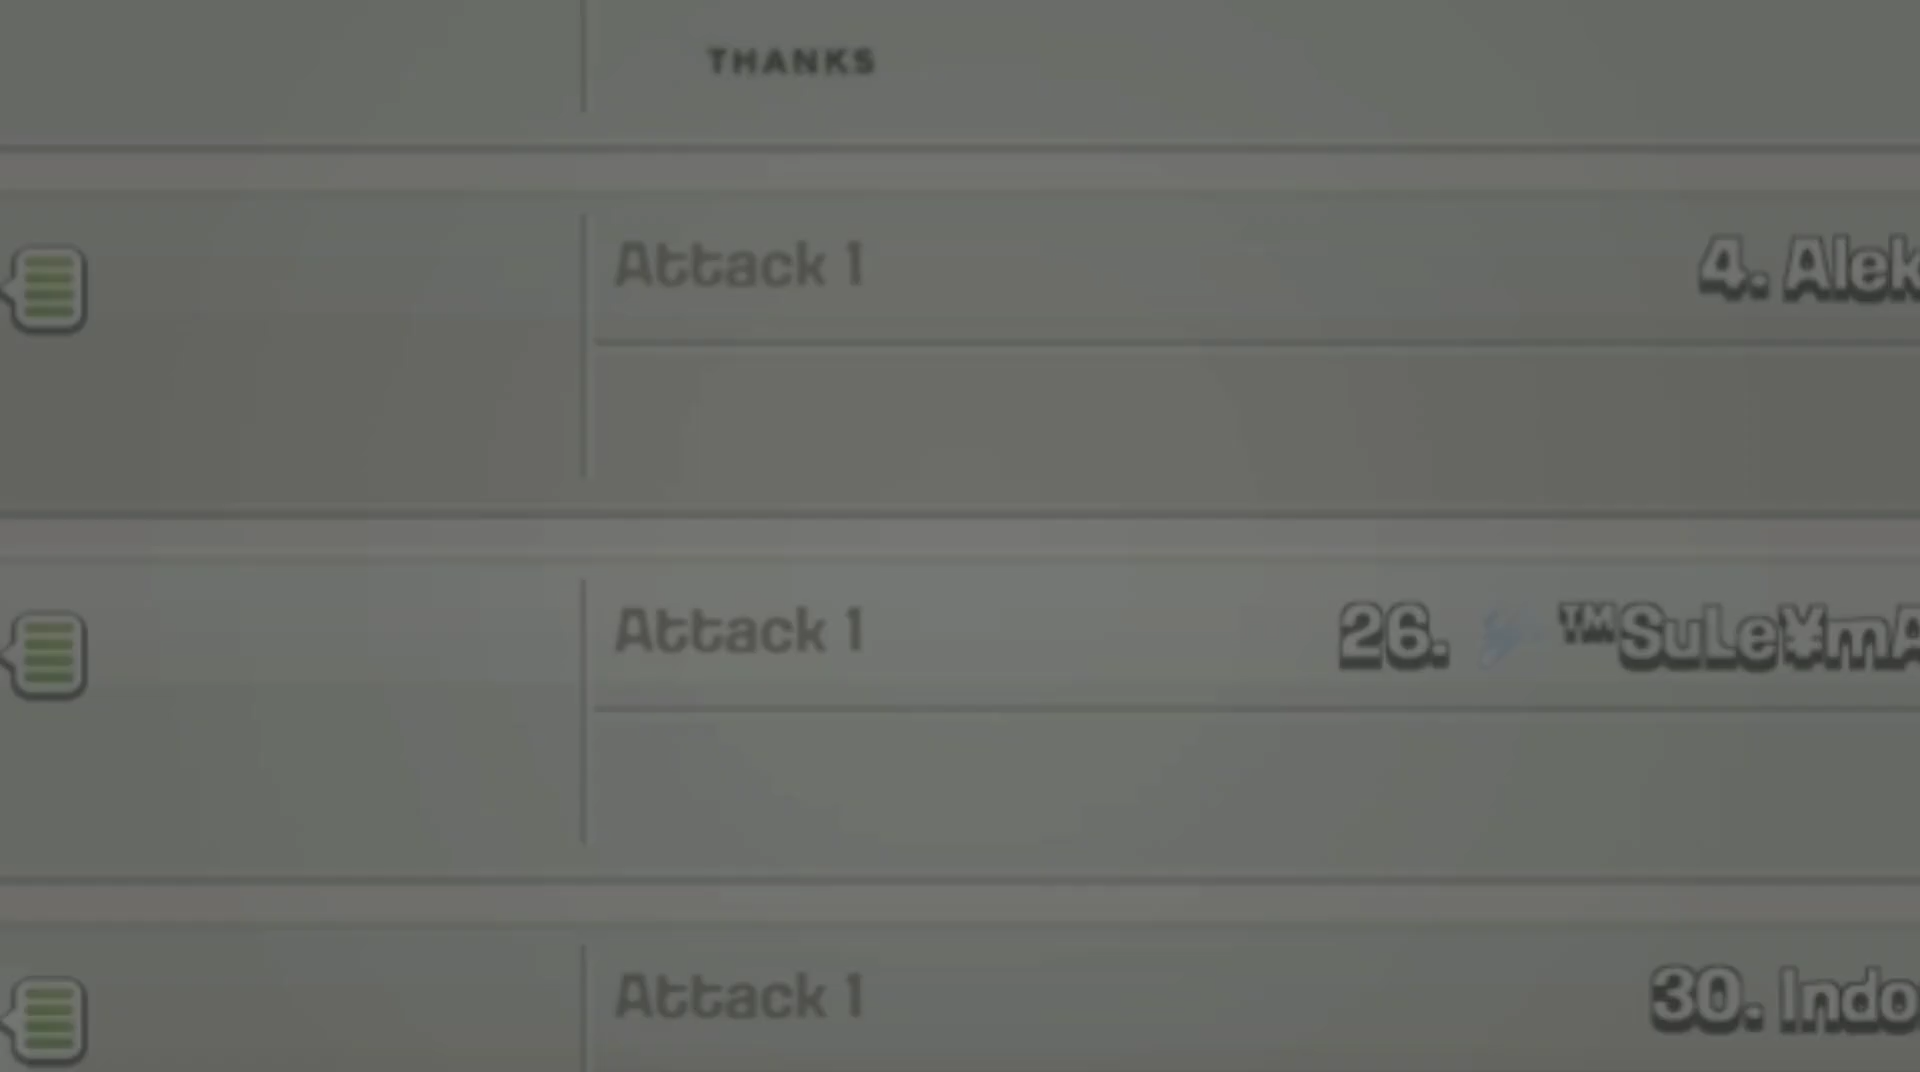 THANKS
Attack 1 4. Alek
Attack 1 26. ™SuLe¥mA
Attack 1 30. Indo